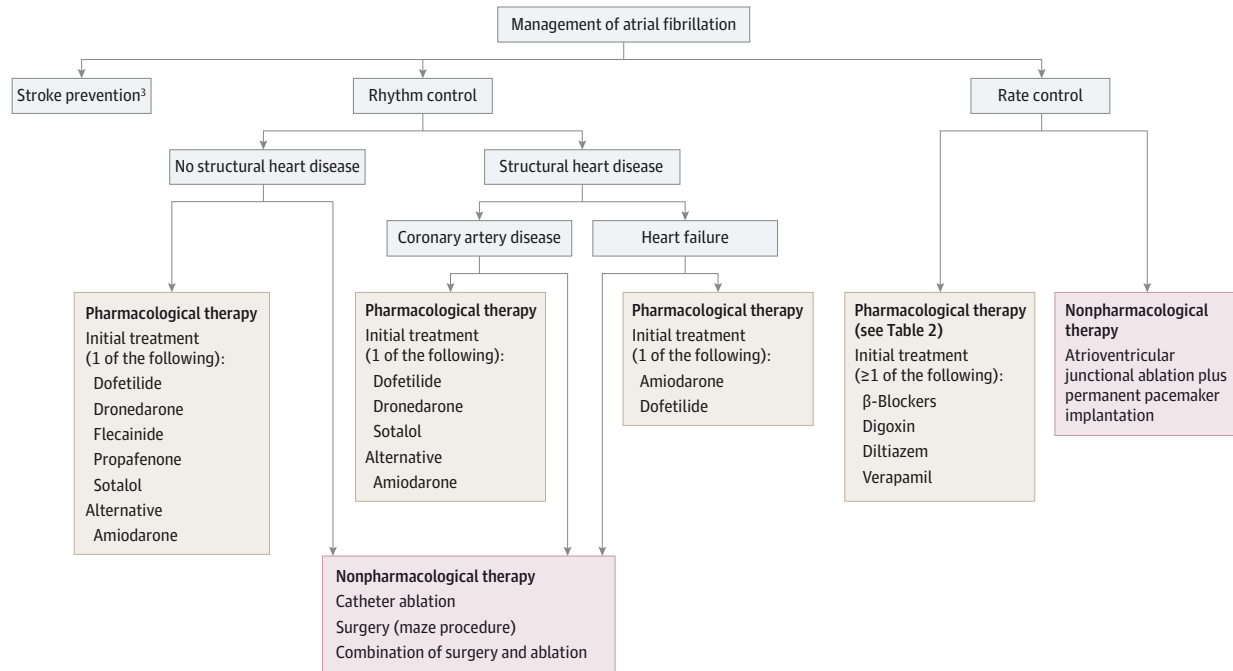 Management of atrial fibrillation
Stroke prevention³
Rhythm control
Rate control
No structural heart disease
Structural heart disease
Coronary artery disease
Heart failure
Pharmacological therapy
Initial treatment
(1 of the following):
Dofetilide
Dronedarone
Flecainide
Propafenone
Sotalol
Alternative
Amiodarone
Pharmacological therapy
Initial treatment
(1 of the following):
Dofetilide
Dronedarone
Sotalol
Alternative
Amiodarone
Pharmacological therapy
Initial treatment
(1 of the following):
Amiodarone
Dofetilide
Pharmacological therapy
(see Table 2)
Initial treatment
(≥1 of the following):
β-Blockers
Digoxin
Diltiazem
Verapamil
Nonpharmacological
therapy
Atrioventricular
junctional ablation plus
permanent pacemaker
implantation
Nonpharmacological therapy
Catheter ablation
Surgery (maze procedure)
Combination of surgery and ablation